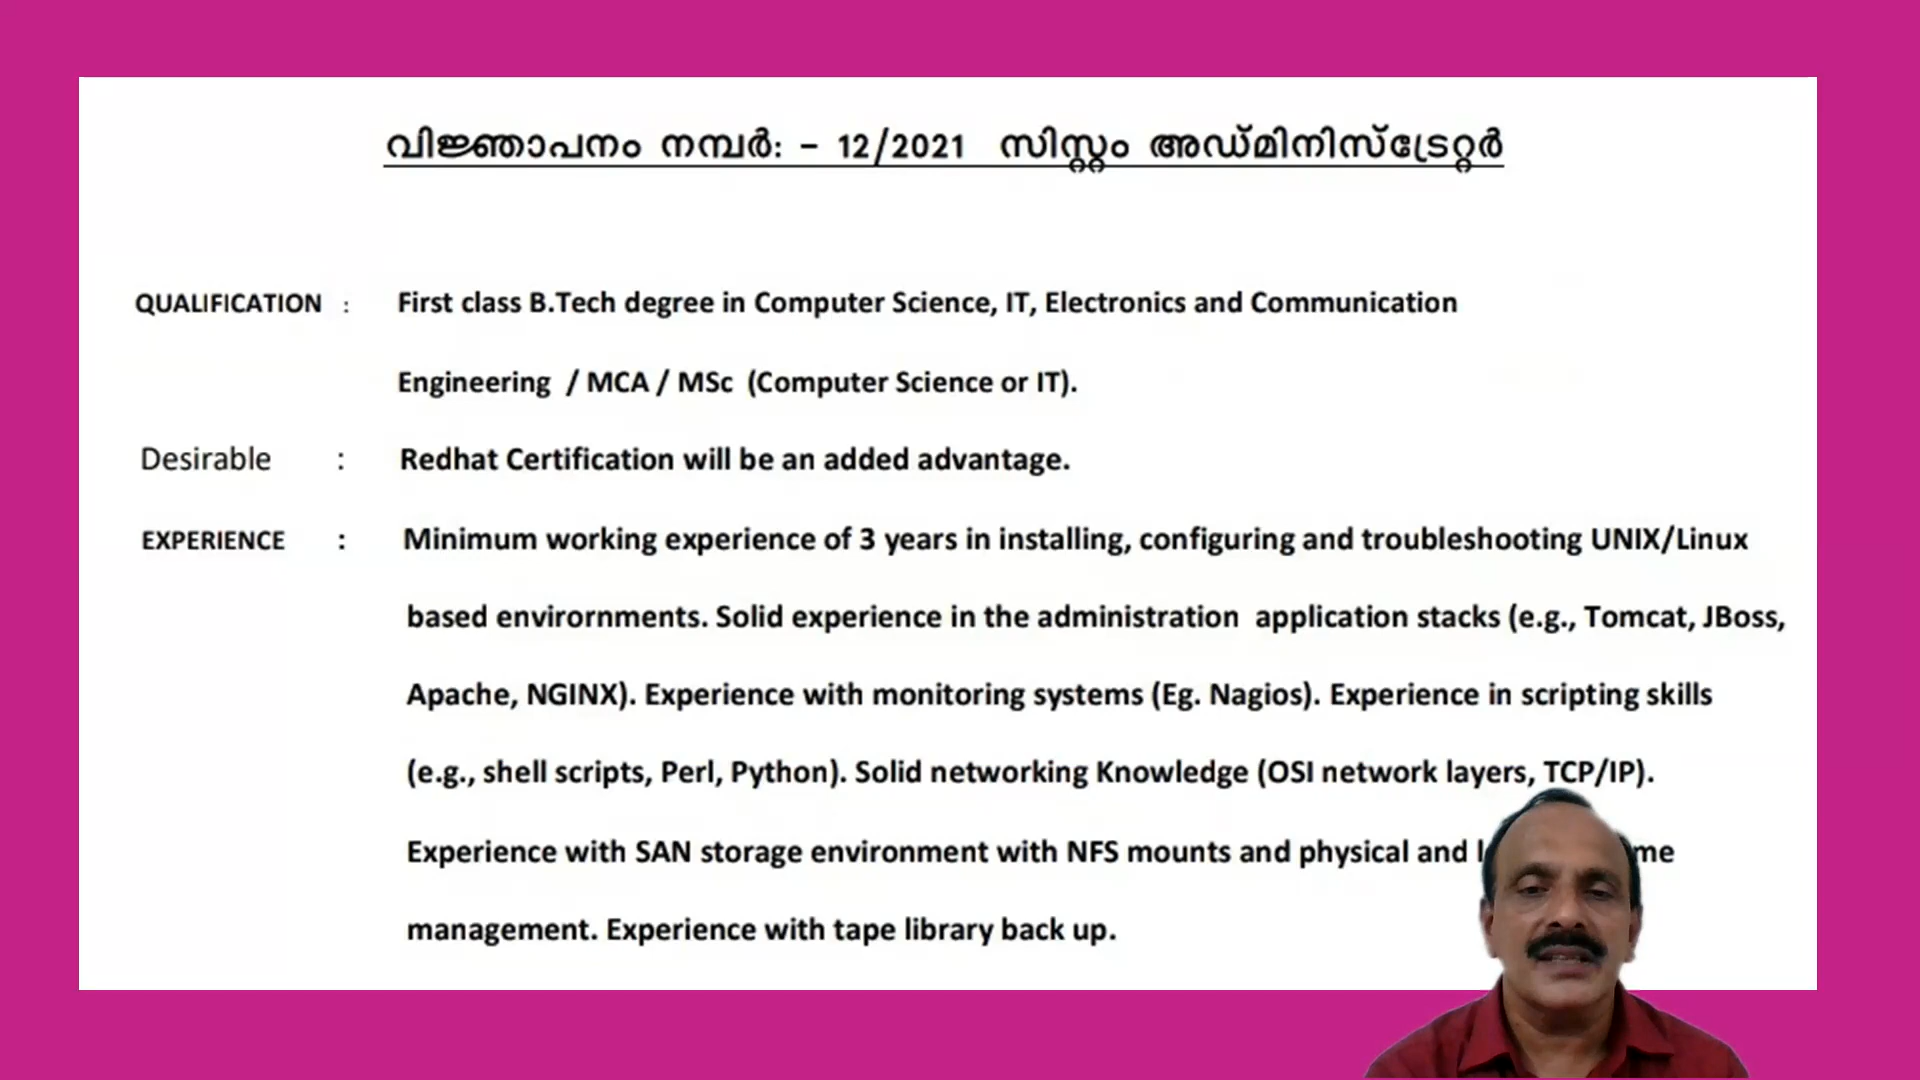 വിജ്ഞാപനം നമ്പർ: – 12/2021 സിസ്റ്റം അഡ്മിനിസ്ട്രേറ്റർ
QUALIFICATION : First class B.Tech degree in Computer Science, IT, Electronics and Communication
Engineering / MCA / MSc (Computer Science or IT).
Desirable : Redhat Certification will be an added advantage.
EXPERIENCE : Minimum working experience of 3 years in installing, configuring and troubleshooting UNIX/Linux
based envirornments. Solid experience in the administration application stacks (e.g., Tomcat, JBoss,
Apache, NGINX). Experience with monitoring systems (Eg. Nagios). Experience in scripting skills
(e.g., shell scripts, Perl, Python). Solid networking Knowledge (OSI network layers, TCP/IP).
Experience with SAN storage environment with NFS mounts and physical and
management. Experience with tape library back up.